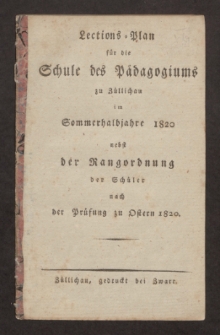 Lections-Plan
für die
Schule des Pädagogiums
zu Züllichau
im
Sommerhalbjahre 1820
nebst
der Rangordnung
der Schüler
nach
der Prüfung zu Ostern 1820.
Züllichau, gedruckt bei Zwarr.